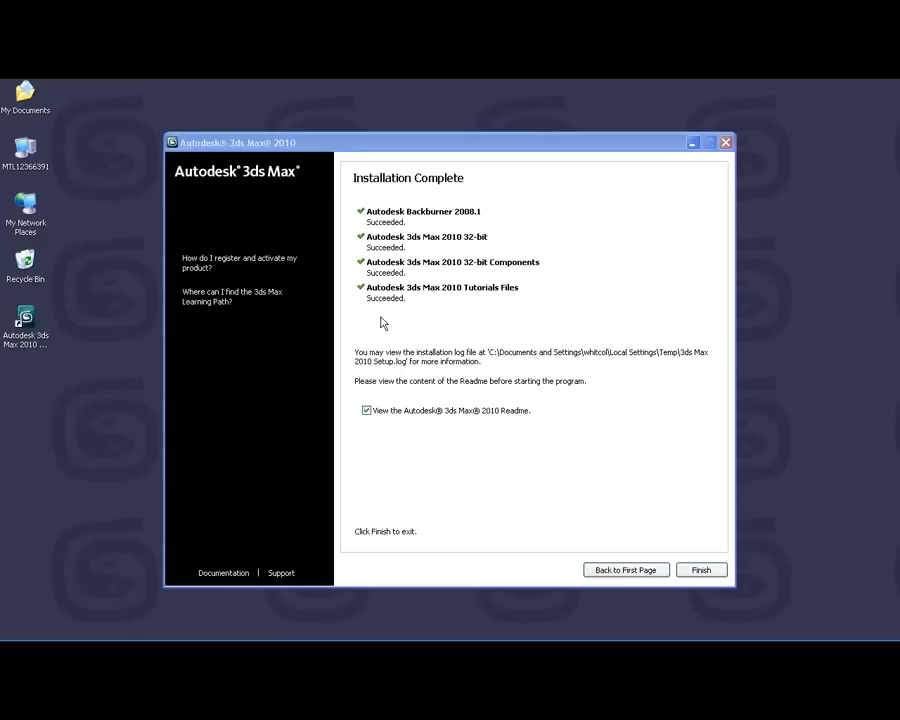 My Documents
MTL12366391
My Network
Places
Recycle Bin
Autodesk 3ds
Max 2010 ...
Autodesk® 3ds Max® 2010
Autodesk® 3ds Max®
How do I register and activate my
product?
Where can I find the 3ds Max
Learning Path?
Documentation | Support
Installation Complete
Autodesk Backburner 2008.1
Succeeded.
Autodesk 3ds Max 2010 32-bit
Succeeded.
Autodesk 3ds Max 2010 32-bit Components
Succeeded.
Autodesk 3ds Max 2010 Tutorials Files
Succeeded.
You may view the installation log file at 'C:\Documents and Settings\whitcol\Local Settings\Temp\3ds Max
2010 Setup.log' for more information.
Please view the content of the Readme before starting the program.
View the Autodesk® 3ds Max® 2010 Readme.
Click Finish to exit.
Back to First Page
Finish